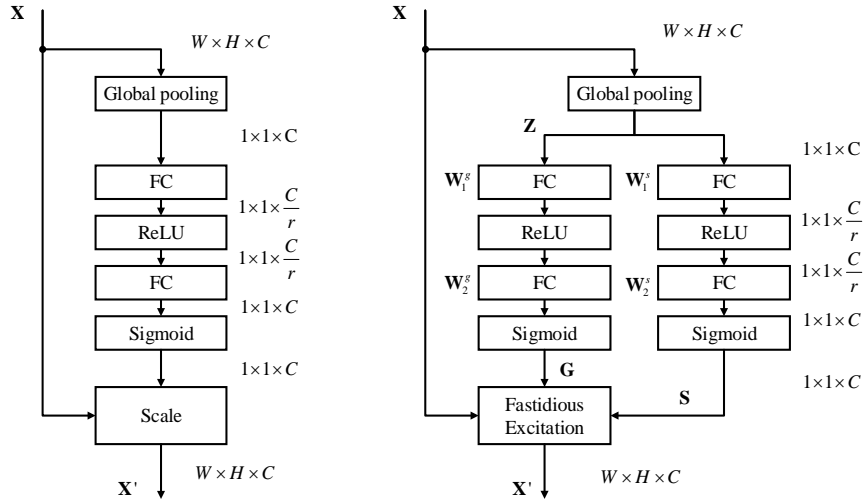 X
W × H × C
Global pooling
1×1×C
FC
1×1×C/r
ReLU
1×1×C/r
FC
1×1×C
Sigmoid
1×1×C
Scale
W × H × C
X'
X
W × H × C
Global pooling
Z
1×1×C
W₁ᵍ
FC
W₁ˢ
FC
1×1×C/r
ReLU
ReLU
1×1×C/r
W₂ᵍ
FC
W₂ˢ
FC
1×1×C
Sigmoid
Sigmoid
G
1×1×C
S
Fastidious
Excitation
W × H × C
X'